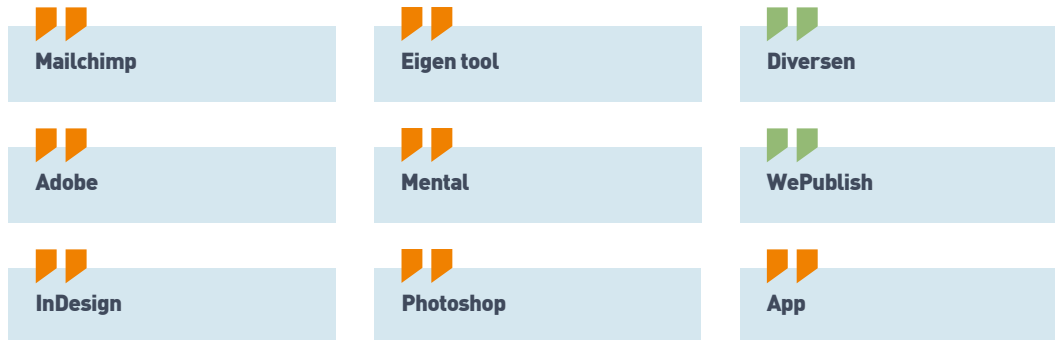 Mailchimp
Eigen tool
Diversen
Adobe
Mental
WePublish
InDesign
Photoshop
App